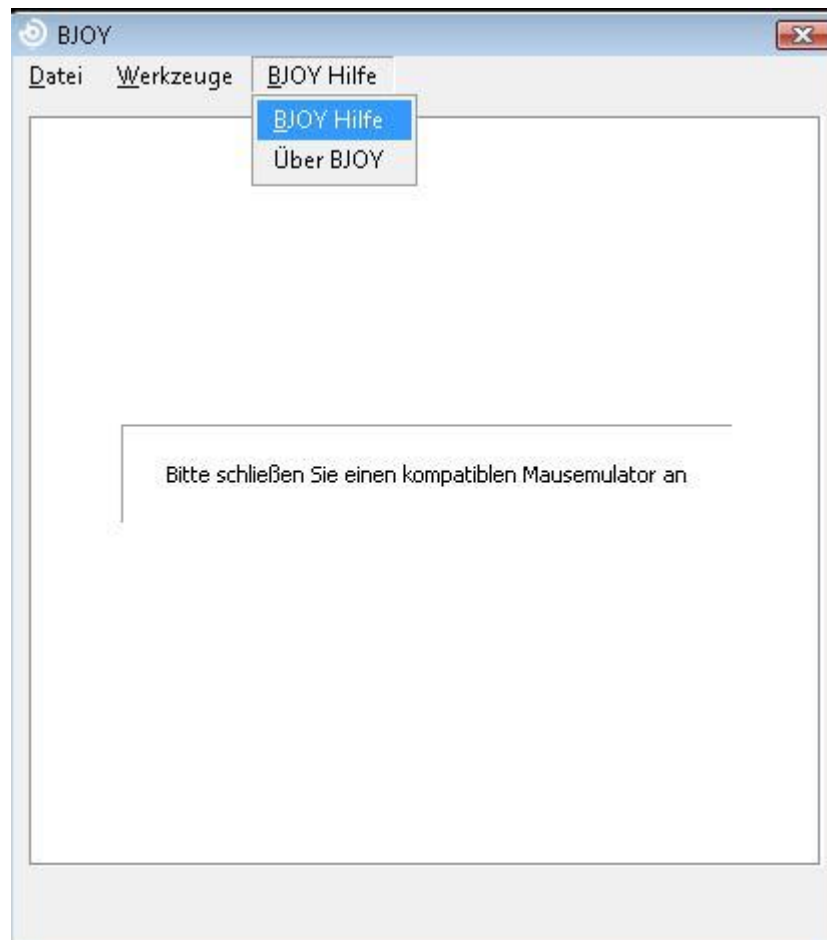 BJOY
Datei Werkzeuge BJOY Hilfe
BJOY Hilfe
Über BJOY
Bitte schließen Sie einen kompatiblen Mausemulator an